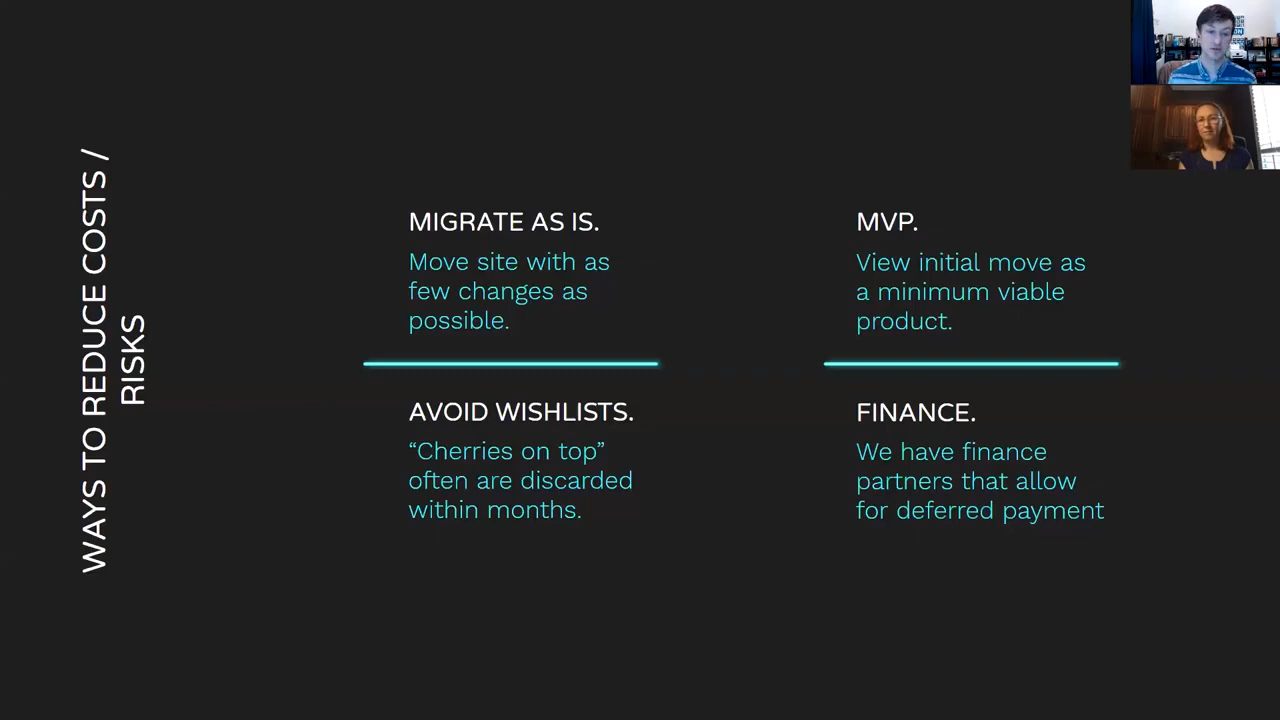 WAYS TO REDUCE COSTS /
RISKS
MIGRATE AS IS.
Move site with as
few changes as
possible.
MVP.
View initial move as
a minimum viable
product.
AVOID WISHLISTS.
“Cherries on top”
often are discarded
within months.
FINANCE.
We have finance
partners that allow
for deferred payment